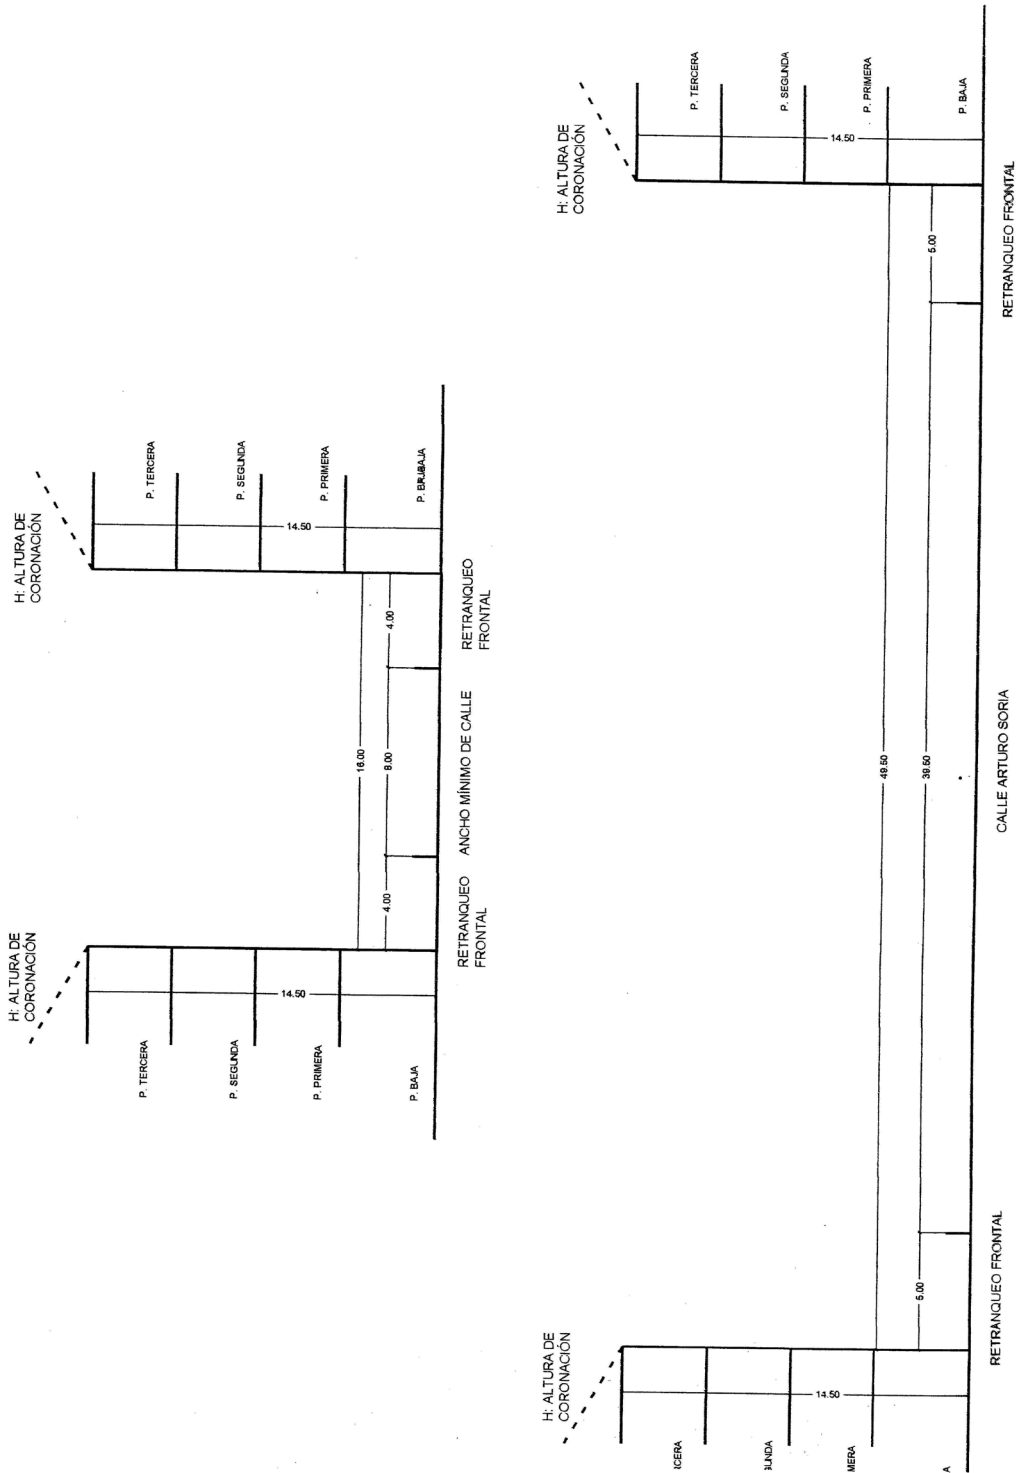 H: ALTURA DE
CORONACIÓN
H: ALTURA DE
CORONACIÓN
P. TERCERA
P. SEGUNDA
P. PRIMERA
P. BAJA
14.50
16.00
4.00
8.00
4.00
14.50
P. TERCERA
P. SEGUNDA
P. PRIMERA
RETRANQUEO
FRONTAL
ANCHO MÍNIMO DE CALLE
RETRANQUEO
FRONTAL
H: ALTURA DE
CORONACIÓN
H: ALTURA DE
CORONACIÓN
ICERA
MERA
A
14.50
49.50
5.00
39.50
5.00
14.50
P. TERCERA
P. SEGUNDA
P. PRIMERA
P. BAJA
RETRANQUEO FRONTAL
CALLE ARTURO SORIA
RETRANQUEO FRONTAL